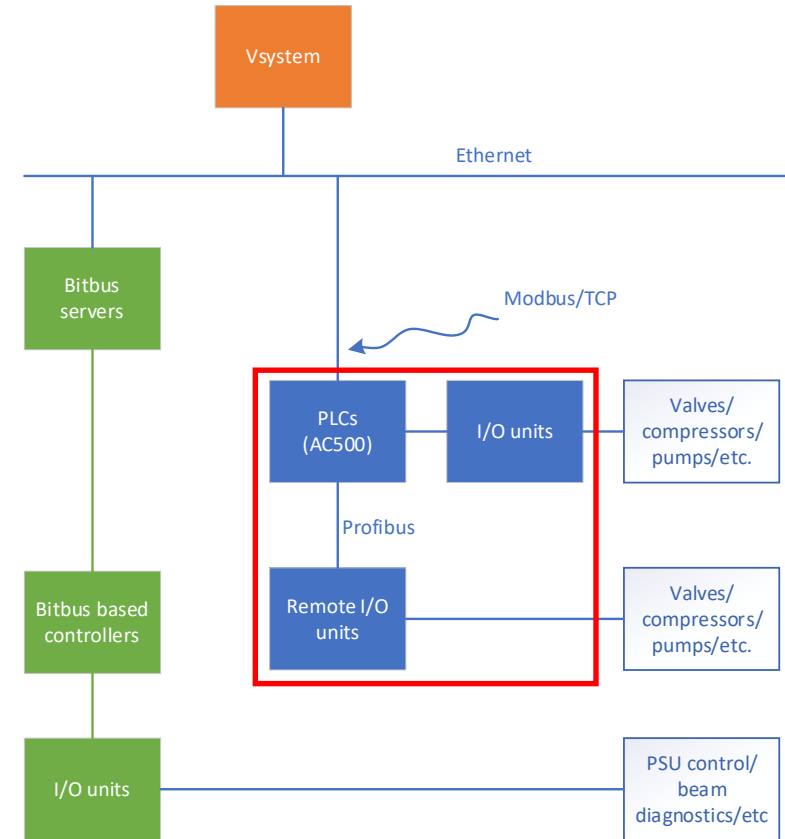 Vsystem
Ethernet
Bitbus
servers
Modbus/TCP
PLCs
(AC500)
I/O units
Valves/
compressors/
pumps/etc.
Profibus
Bitbus based
controllers
Remote I/O
units
Valves/
compressors/
pumps/etc.
I/O units
PSU control/
beam
diagnostics/etc